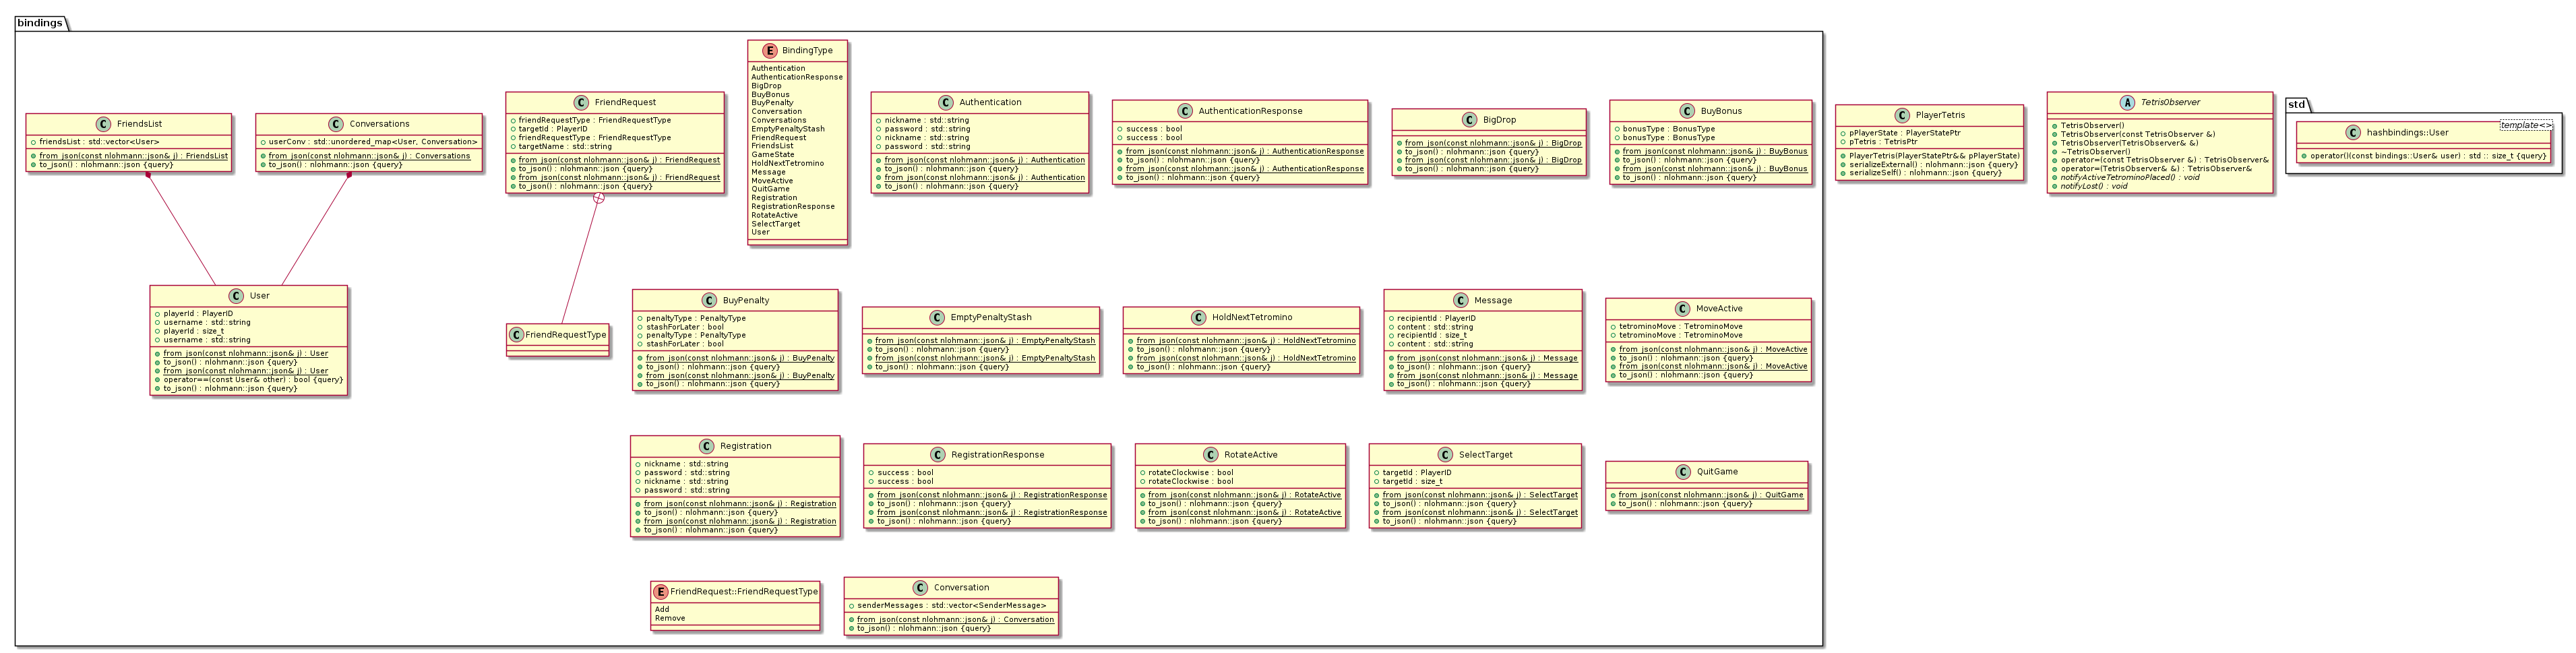 bindings
BindingType
Authentication
AuthenticationResponse
BigDrop
BuyBonus
BuyPenalty
Conversation
Conversations
EmptyPenaltyStash
FriendRequest
FriendsList
GameState
HoldNextTetromino
Message
MoveActive
QuitGame
Registration
RegistrationResponse
RotateActive
SelectTarget
User
FriendsList
friendsList : std::vector<User>
from_json(const nlohmann::json& j) : FriendsList
to_json() : nlohmann::json {query}
Conversations
userConv : std::unordered_map<User, Conversation>
from_json(const nlohmann::json& j) : Conversations
to_json() : nlohmann::json {query}
FriendRequest
friendRequestType : FriendRequestType
targetId : PlayerID
friendRequestType : FriendRequestType
targetName : std::string
from_json(const nlohmann::json& j) : FriendRequest
to_json() : nlohmann::json {query}
from_json(const nlohmann::json& j) : FriendRequest
to_json() : nlohmann::json {query}
Authentication
nickname : std::string
password : std::string
nickname : std::string
password : std::string
from_json(const nlohmann::json& j) : Authentication
to_json() : nlohmann::json {query}
from_json(const nlohmann::json& j) : Authentication
to_json() : nlohmann::json {query}
AuthenticationResponse
success : bool
success : bool
from_json(const nlohmann::json& j) : AuthenticationResponse
to_json() : nlohmann::json {query}
from_json(const nlohmann::json& j) : AuthenticationResponse
to_json() : nlohmann::json {query}
BigDrop
from_json(const nlohmann::json& j) : BigDrop
to_json() : nlohmann::json {query}
from_json(const nlohmann::json& j) : BigDrop
to_json() : nlohmann::json {query}
BuyBonus
bonusType : BonusType
bonusType : BonusType
from_json(const nlohmann::json& j) : BuyBonus
to_json() : nlohmann::json {query}
from_json(const nlohmann::json& j) : BuyBonus
to_json() : nlohmann::json {query}
PlayerTetris
pPlayerState : PlayerStatePtr
pTetris : TetrisPtr
PlayerTetris(PlayerStatePtr&& pPlayerState)
serializeExternal() : nlohmann::json {query}
serializeSelf() : nlohmann::json {query}
TetrisObserver
TetrisObserver()
TetrisObserver(const TetrisObserver &)
TetrisObserver(TetrisObserver& &)
~TetrisObserver()
operator=(const TetrisObserver &) : TetrisObserver&
operator=(TetrisObserver& &) : TetrisObserver&
notifyActiveTetrominoPlaced() : void
notifyLost() : void
std
template<>
hashbindings::User
operator()(const bindings::User& user) : std :: size_t {query}
User
playerId : PlayerID
username : std::string
playerId : size_t
username : std::string
from_json(const nlohmann::json& j) : User
to_json() : nlohmann::json {query}
from_json(const nlohmann::json& j) : User
operator==(const User& other) : bool {query}
to_json() : nlohmann::json {query}
FriendRequestType
BuyPenalty
penaltyType : PenaltyType
stashForLater : bool
penaltyType : PenaltyType
stashForLater : bool
from_json(const nlohmann::json& j) : BuyPenalty
to_json() : nlohmann::json {query}
from_json(const nlohmann::json& j) : BuyPenalty
to_json() : nlohmann::json {query}
EmptyPenaltyStash
from_json(const nlohmann::json& j) : EmptyPenaltyStash
to_json() : nlohmann::json {query}
from_json(const nlohmann::json& j) : EmptyPenaltyStash
to_json() : nlohmann::json {query}
HoldNextTetromino
from_json(const nlohmann::json& j) : HoldNextTetromino
to_json() : nlohmann::json {query}
from_json(const nlohmann::json& j) : HoldNextTetromino
to_json() : nlohmann::json {query}
Message
recipientId : PlayerID
content : std::string
recipientId : size_t
content : std::string
from_json(const nlohmann::json& j) : Message
to_json() : nlohmann::json {query}
from_json(const nlohmann::json& j) : Message
to_json() : nlohmann::json {query}
MoveActive
tetrominoMove : TetrominoMove
tetrominoMove : TetrominoMove
from_json(const nlohmann::json& j) : MoveActive
to_json() : nlohmann::json {query}
from_json(const nlohmann::json& j) : MoveActive
to_json() : nlohmann::json {query}
Registration
nickname : std::string
password : std::string
nickname : std::string
password : std::string
from_json(const nlohmann::json& j) : Registration
to_json() : nlohmann::json {query}
from_json(const nlohmann::json& j) : Registration
to_json() : nlohmann::json {query}
RegistrationResponse
success : bool
success : bool
from_json(const nlohmann::json& j) : RegistrationResponse
to_json() : nlohmann::json {query}
from_json(const nlohmann::json& j) : RegistrationResponse
to_json() : nlohmann::json {query}
RotateActive
rotateClockwise : bool
rotateClockwise : bool
from_json(const nlohmann::json& j) : RotateActive
to_json() : nlohmann::json {query}
from_json(const nlohmann::json& j) : RotateActive
to_json() : nlohmann::json {query}
SelectTarget
targetId : PlayerID
targetId : size_t
from_json(const nlohmann::json& j) : SelectTarget
to_json() : nlohmann::json {query}
from_json(const nlohmann::json& j) : SelectTarget
to_json() : nlohmann::json {query}
QuitGame
from_json(const nlohmann::json& j) : QuitGame
to_json() : nlohmann::json {query}
FriendRequest::FriendRequestType
Add
Remove
Conversation
senderMessages : std::vector<SenderMessage>
from_json(const nlohmann::json& j) : Conversation
to_json() : nlohmann::json {query}